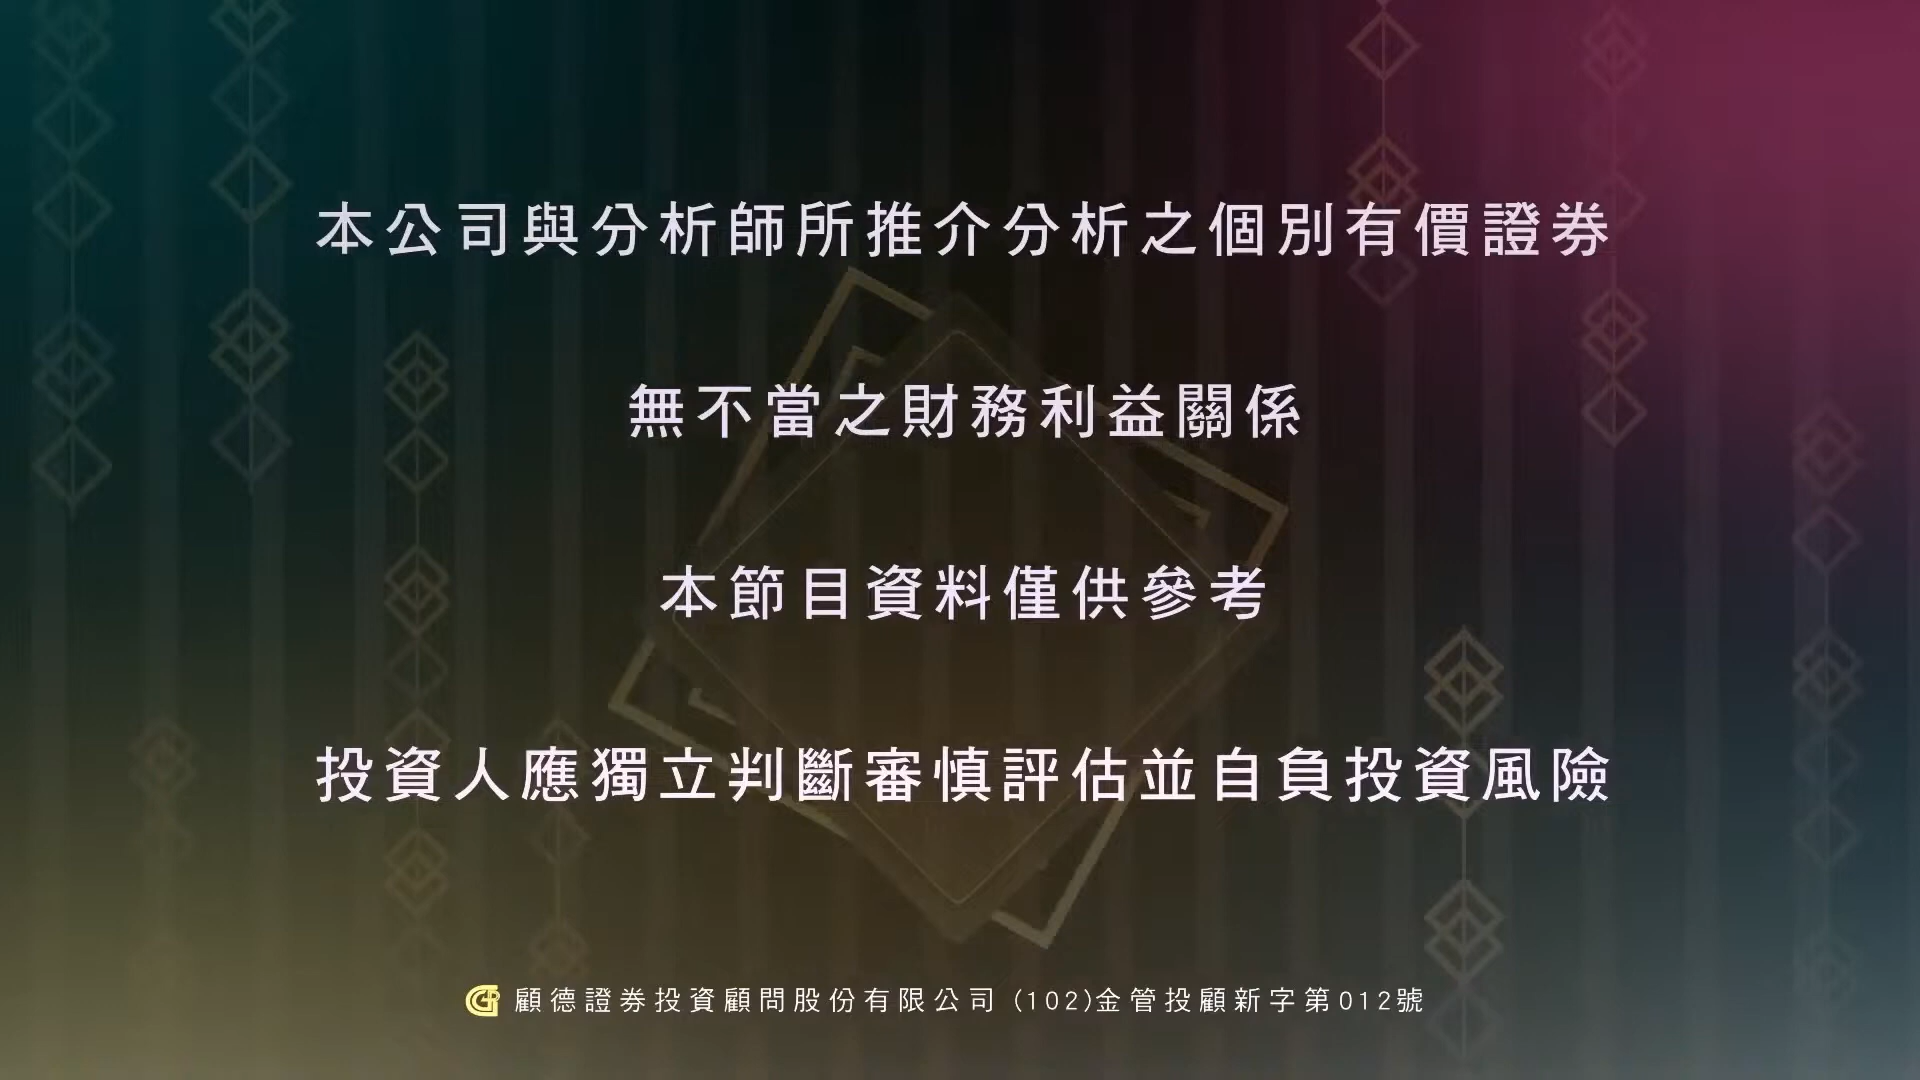 本公司與分析師所推介分析之個別有價證券
無不當之財務利益關係
本節目資料僅供參考
投資人應獨立判斷審慎評估並自負投資風險
顧德證券投資顧問股份有限公司 (102)金管投顧新字第012號